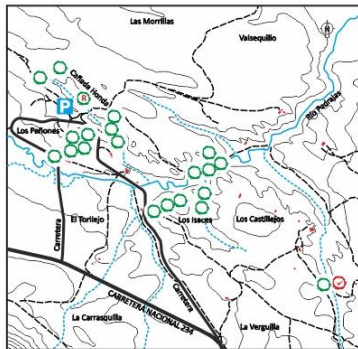 Las Morrillas
Valsequillo
N
Cañada Honda
R
P
Río Pedrajas
Los Peñones
El Torilejo
Los Isaces
Los Castillejos
Carretera
Carretera
CARRETERA NACIONAL 234
La Carrasquilla
La Verguilla